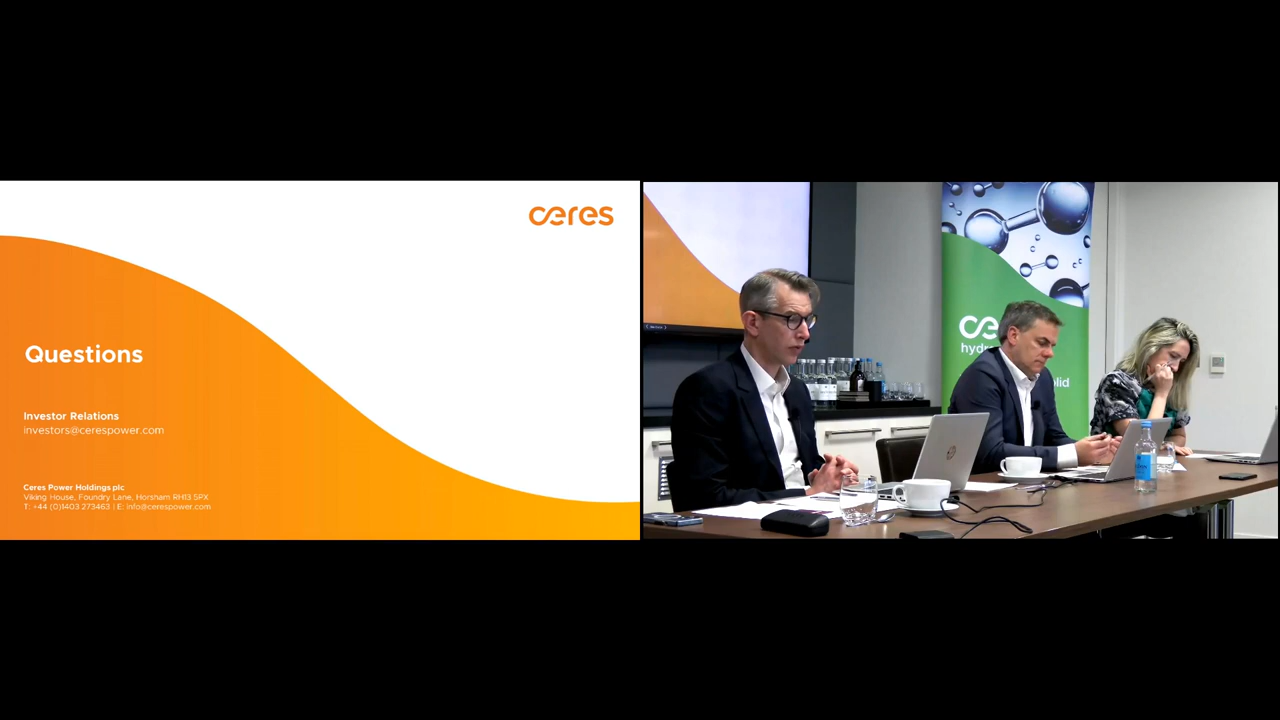 ceres
Questions
Investor Relations
investors@cerespower.com
Ceres Power Holdings plc
Viking House, Foundry Lane, Horsham RH13 5PX
T: +44 (0)1403 273463 | E: info@cerespower.com